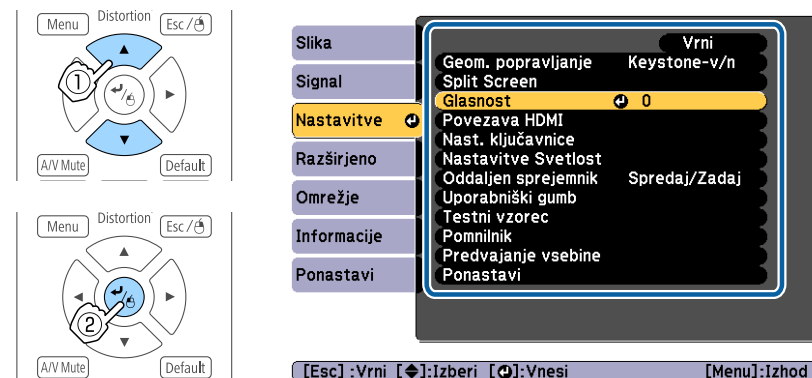 Menu
Distortion
Esc/
1
A/V Mute
Default
Menu
Distortion
Esc/
2
A/V Mute
Default
Slika
Signal
Nastavitve
Razširjeno
Omrežje
Informacije
Ponastavi
Vrni
Geom. popravljanje Keystone-v/n
Split Screen
Glasnost 0
Povezava HDMI
Nast. ključavnice
Nastavitve Svetlost
Oddaljen sprejemnik Spredaj/Zadaj
Uporabniški gumb
Testni vzorec
Pomnilnik
Predvajanje vsebine
Ponastavi
[Esc] :Vrni [◆]:Izberi [⏎]:Vnesi [Menu]:Izhod